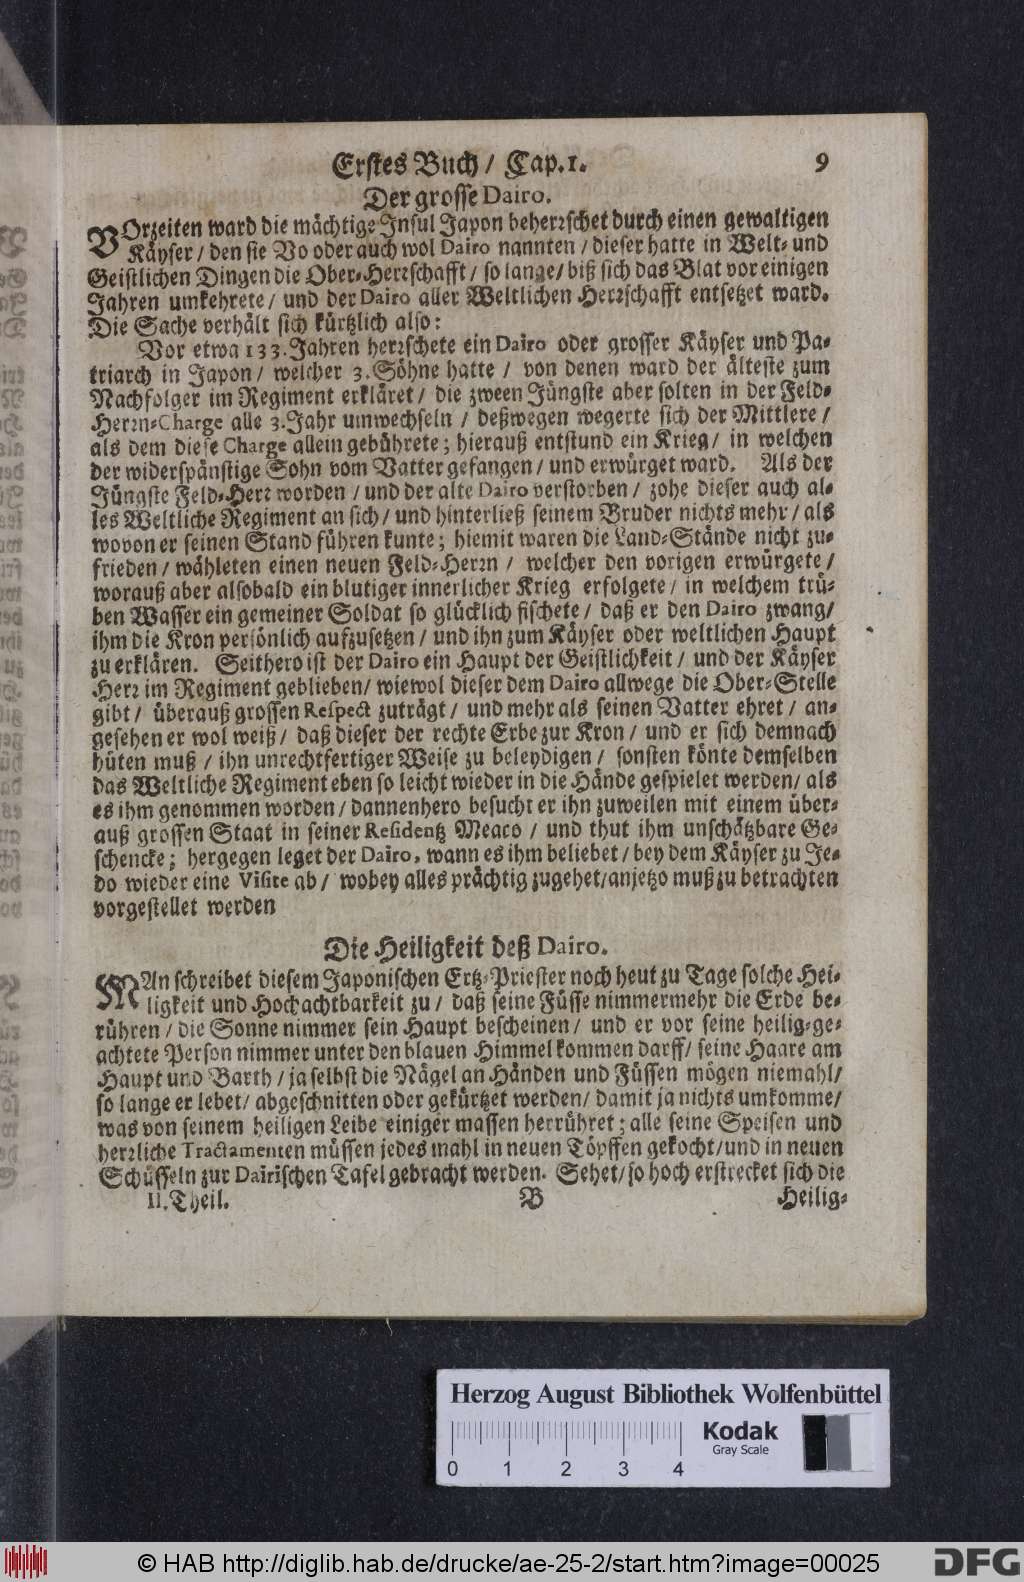 Erstes Buch / Cap. 1. 9
Der grosse Dairo.
VOrzeiten ward die mächtige Insul Japon beherrschet durch einen gewaltigen
Käyser / den sie Vo oder auch wol Dairo nannten / dieser hatte in Welt- und
Geistlichen Dingen die Ober-Herrschafft / so lange / biß sich das Blat vor einigen
Jahren umkehrete / und der Dairo aller Weltlichen Herrschafft entsetzet ward.
Die Sache verhält sich kürtzlich also:
Vor etwa 133. Jahren herrschete ein Dairo oder grosser Käyser und Pa-
triarch in Japon / welcher 3. Söhne hatte / von denen ward der älteste zum
Nachfolger im Regiment erkläret / die zween Jüngste aber solten in der Feld-
Herrn-Charge alle 3. Jahr umwechseln / deßwegen wegerte sich der Mittlere /
als dem diese Charge allein gebührete; hierauß entstund ein Krieg / in welchen
der widerspänstige Sohn vom Vatter gefangen / und erwürget ward. Als der
Jüngste Feld-Herr worden / und der alte Dairo verstorben / zohe dieser auch al-
les Weltliche Regiment an sich / und hinterließ seinem Bruder nichts mehr / als
wovon er seinen Stand führen kunte; hiemit waren die Land-Stände nicht zu-
frieden / wähleten einen neuen Feld-Herrn / welcher den vorigen erwürgete /
worauß aber alsobald ein blutiger innerlicher Krieg erfolgete / in welchem trü-
ben Wasser ein gemeiner Soldat so glücklich fischete / daß er den Dairo zwang /
ihm die Kron persönlich aufzusetzen / und ihn zum Käyser oder weltlichen Haupt
zu erklären. Seithero ist der Dairo ein Haupt der Geistlichkeit / und der Käyser
Herr im Regiment geblieben / wiewol dieser dem Dairo allwege die Ober-Stelle
gibt / überauß grossen Respect zuträgt / und mehr als seinen Vatter ehret / an-
gesehen er wol weiß / daß dieser der rechte Erbe zur Kron / und er sich demnach
hüten muß / ihn unrechtfertiger Weise zu beleydigen / sonsten könte demselben
das Weltliche Regiment eben so leicht wieder in die Hände gespielet werden / als
es ihm genommen worden / dannenhero besucht er ihn zuweilen mit einem über-
auß grossen Staat in seiner Residentz Meaco / und thut ihm unschätzbare Ge-
schencke; hergegen leget der Dairo, wann es ihm beliebet / bey dem Käyser zu Je-
do wieder eine Visite ab / wobey alles prächtig zugehet / anjetzo muß zu betrachten
vorgestellet werden
Die Heiligkeit deß Dairo.
MAn schreibet diesem Japonischen Ertz-Priester noch heut zu Tage solche Hei-
ligkeit und Hochachtbarkeit zu / daß seine Füsse nimmermehr die Erde be-
rühren / die Sonne nimmer sein Haupt bescheinen / und er vor seine heilig-ge-
achtete Person nimmer unter den blauen Himmel kommen darff / seine Haare am
Haupt und Barth / ja selbst die Nägel an Händen und Füssen mögen niemahl /
so lange er lebet / abgeschnitten oder gekürtzet werden / damit ja nichts umkomme /
was von seinem heiligen Leibe einiger massen herrühret; alle seine Speisen und
herrliche Tractamenten müssen jedes mahl in neuen Töpffen gekocht / und in neuen
Schüsseln zur Dairischen Tafel gebracht werden. Sehet / so hoch erstrecket sich die
II. Theil. B Heilig-
Herzog August Bibliothek Wolfenbüttel
Kodak
Gray Scale
0 1 2 3 4
© HAB http://diglib.hab.de/drucke/ae-25-2/start.htm?image=00025
DFG